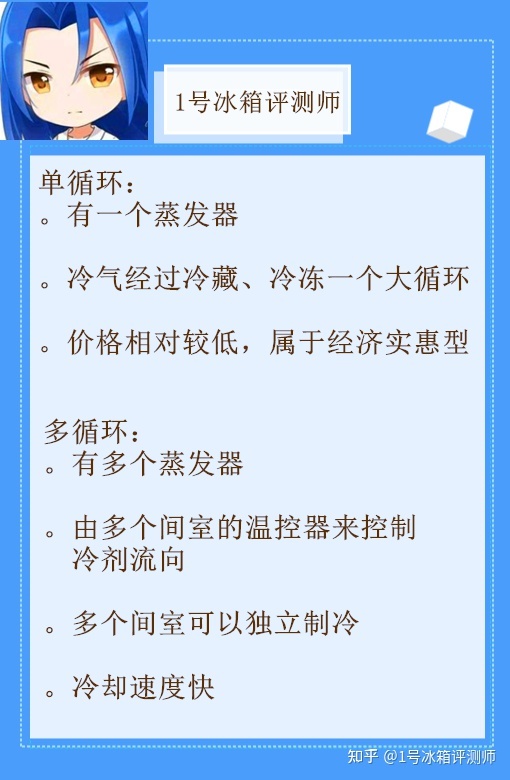 1号冰箱评测师
单循环：
。有一个蒸发器
。冷气经过冷藏、冷冻一个大循环
。价格相对较低，属于经济实惠型
多循环：
。有多个蒸发器
。由多个间室的温控器来控制
冷剂流向
。多个间室可以独立制冷
。冷却速度快
知乎 @1号冰箱评测师